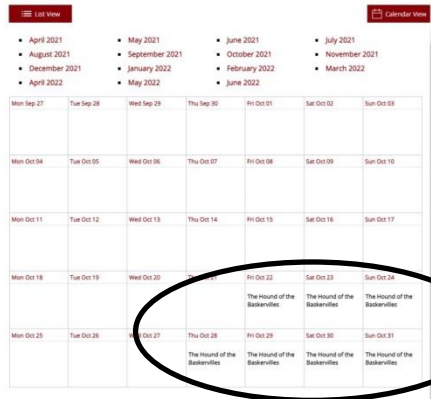 List View
Calendar View
April 2021
May 2021
June 2021
July 2021
August 2021
September 2021
October 2021
November 2021
December 2021
January 2022
February 2022
March 2022
April 2022
May 2022
June 2022
Mon Sep 27 Tue Sep 28 Wed Sep 29 Thu Sep 30 Fri Oct 01 Sat Oct 02 Sun Oct 03
Mon Oct 04 Tue Oct 05 Wed Oct 06 Thu Oct 07 Fri Oct 08 Sat Oct 09 Sun Oct 10
Mon Oct 11 Tue Oct 12 Wed Oct 13 Thu Oct 14 Fri Oct 15 Sat Oct 16 Sun Oct 17
Mon Oct 18 Tue Oct 19 Wed Oct 20 Thu Oct 21 Fri Oct 22 Sat Oct 23 Sun Oct 24
The Hound of the The Hound of the The Hound of the
Baskervilles Baskervilles Baskervilles
Mon Oct 25 Tue Oct 26 Wed Oct 27 Thu Oct 28 Fri Oct 29 Sat Oct 30 Sun Oct 31
The Hound of the The Hound of the The Hound of the The Hound of the
Baskervilles Baskervilles Baskervilles Baskervilles